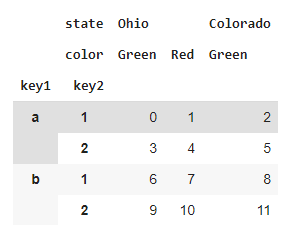 state Ohio Colorado
color Green Red Green
key1 key2
a 1 0 1 2
2 3 4 5
b 1 6 7 8
2 9 10 11